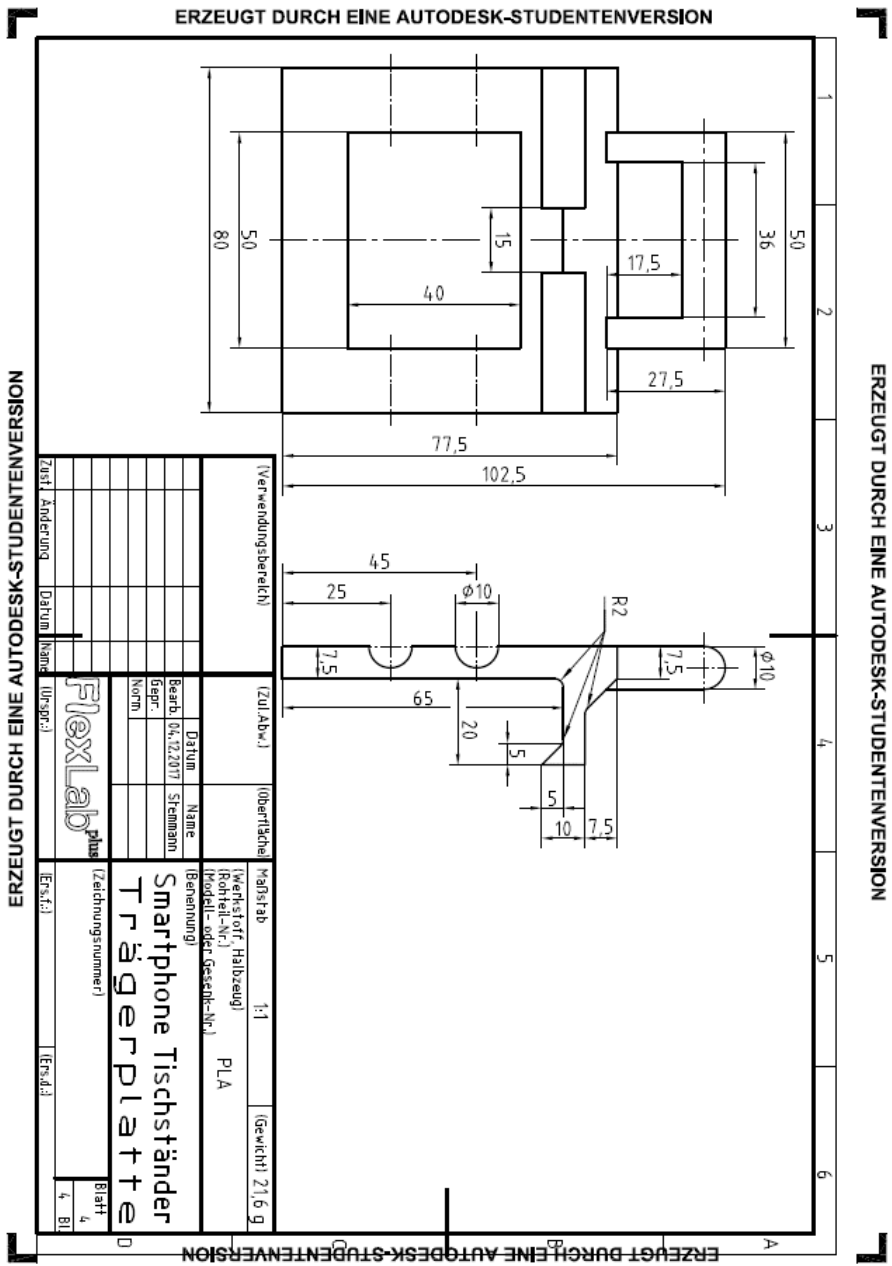 ERZEUGT DURCH EINE AUTODESK-STUDENTENVERSION
ERZEUGT DURCH EINE AUTODESK-STUDENTENVERSION
ERZEUGT DURCH EINE AUTODESK-STUDENTENVERSION
ERZEUGT DURCH EINE AUTODESK-STUDENTENVERSION
1
2
3
4
5
6
A
B
C
D
50
36
17,5
27,5
15
40
50
80
77,5
102,5
45
25
⌀10
R2
7,5
7,5
⌀10
65
20
5
5
10
7,5
(Verwendungsbereich)
(Zul.Abw.)
(Oberfläche)
Maßstab 1:1
(Gewicht) 21,6 g
(Werkstoff, Halbzeug)
(Rohteil-Nr.)
(Modell- oder Gesenk-Nr.)
PLA
Datum
Name
Bearb. 04.12.2017 Stemmann
Gepr.
Norm
(Benennung)
Smartphone Tischständer
Trägerplatte
FlexLab plus
(Zeichnungsnummer)
Blatt
4
4 Bl.
Zust. Änderung Datum Name
(Urspr.:)
(Ers.f.:)
(Ers.d.:)